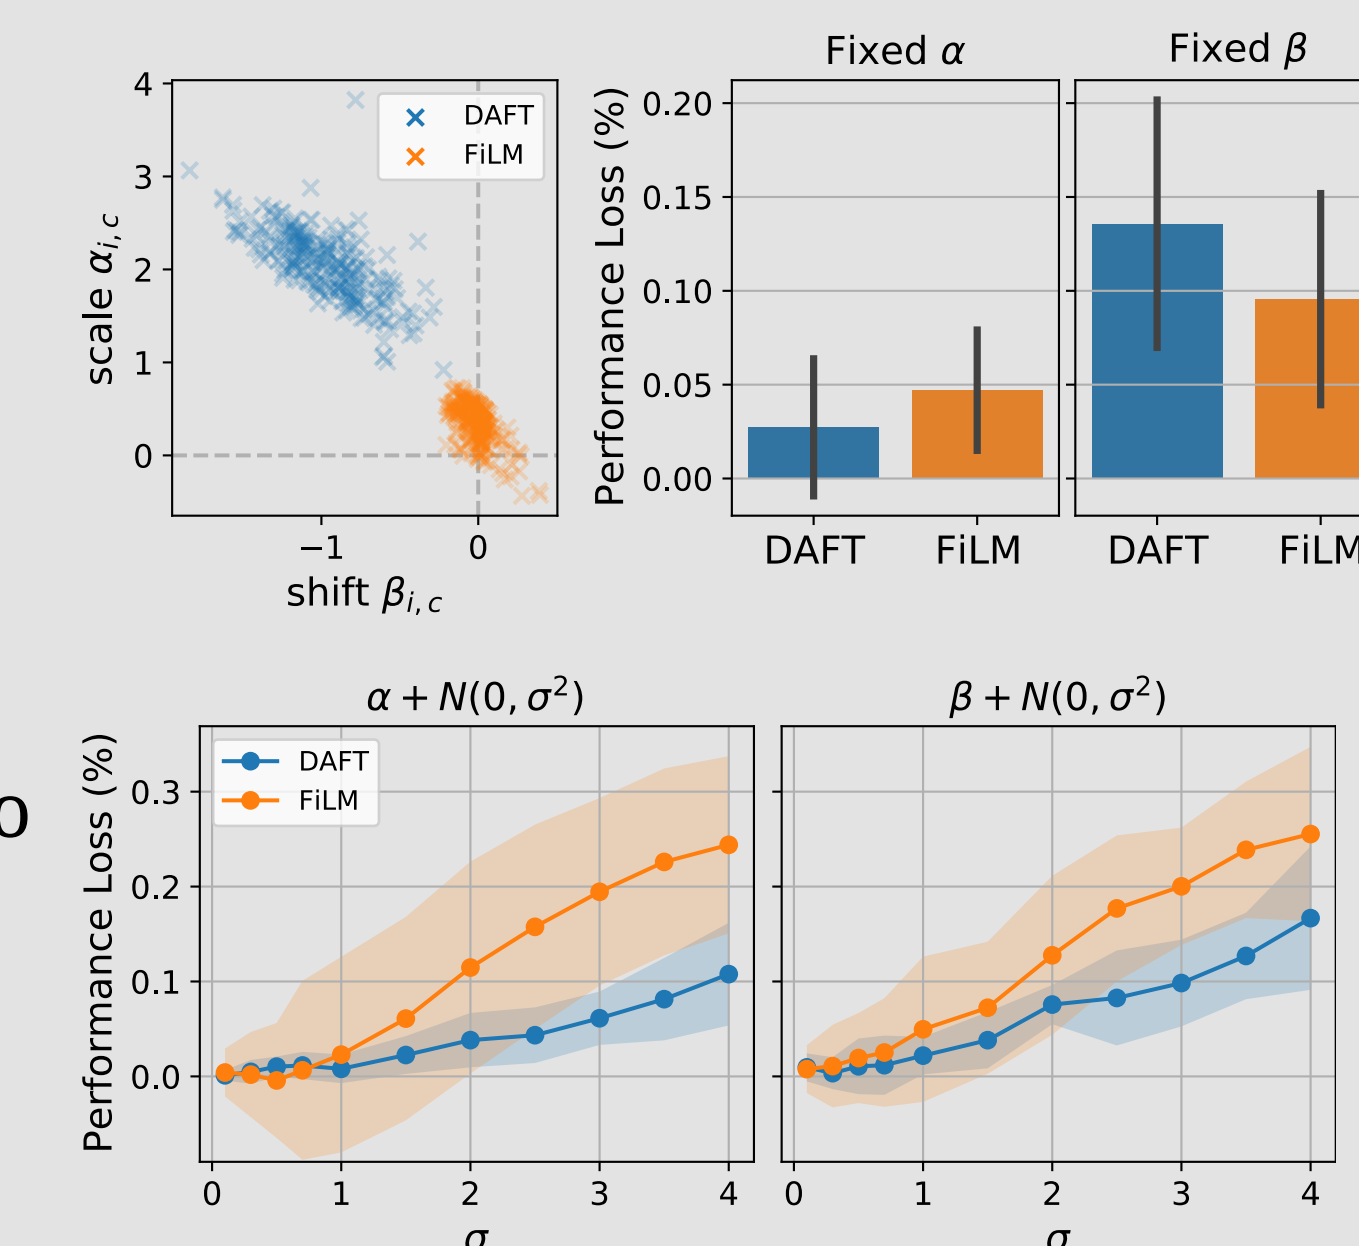 Fixed α
Fixed β
4
3
2
1
0
scale α_{i,c}
DAFT
FiLM
−1
0
shift β_{i,c}
Performance Loss (%)
0.20
0.15
0.10
0.05
0.00
DAFT
FiLM
DAFT
FiLM
o
α + N(0, σ²)
β + N(0, σ²)
Performance Loss (%)
0.3
0.2
0.1
0.0
DAFT
FiLM
0 1 2 3 4
0 1 2 3 4
σ
σ